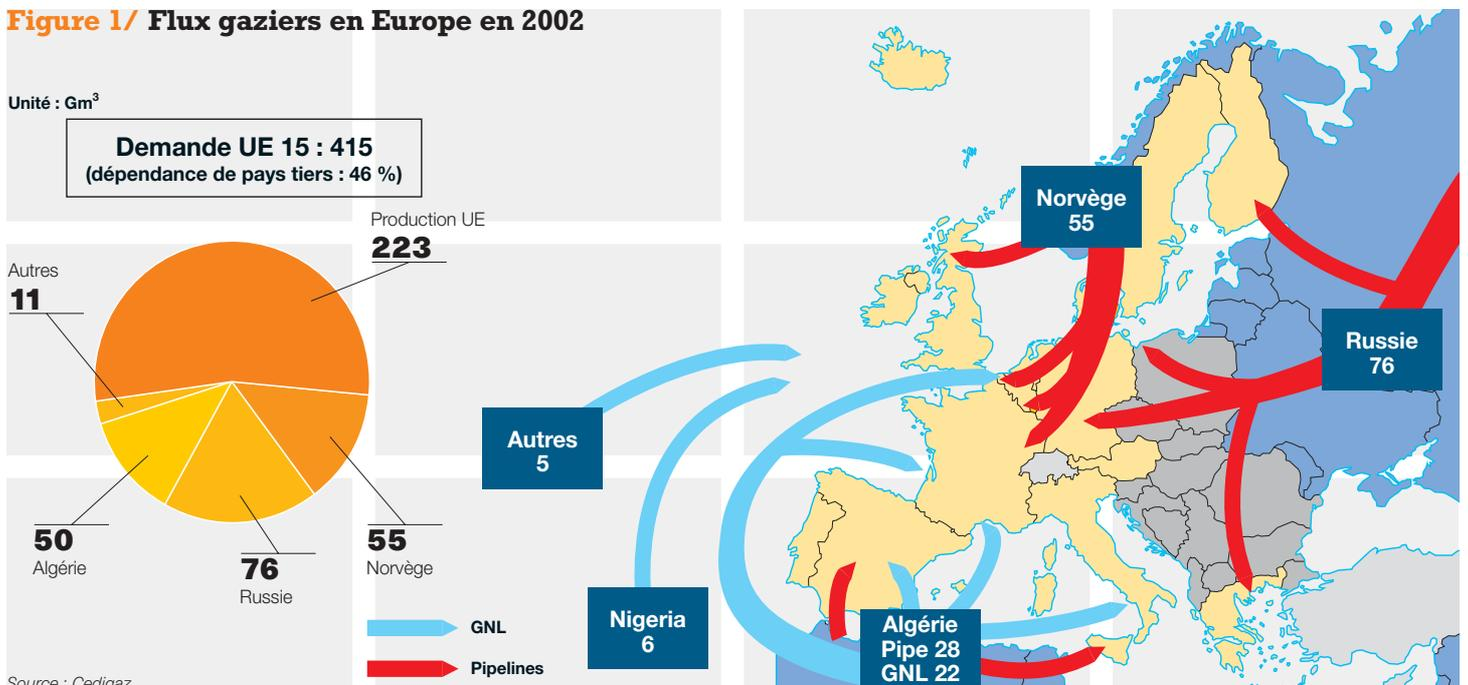 Figure 1/ Flux gaziers en Europe en 2002
Unité : Gm³
Demande UE 15 : 415
(dépendance de pays tiers : 46 %)
Production UE
223
Autres
11
50
Algérie
76
Russie
55
Norvège
GNL
Pipelines
Source : Cedigaz
Norvège
55
Russie
76
Autres
5
Nigeria
6
Algérie
Pipe 28
GNL 22